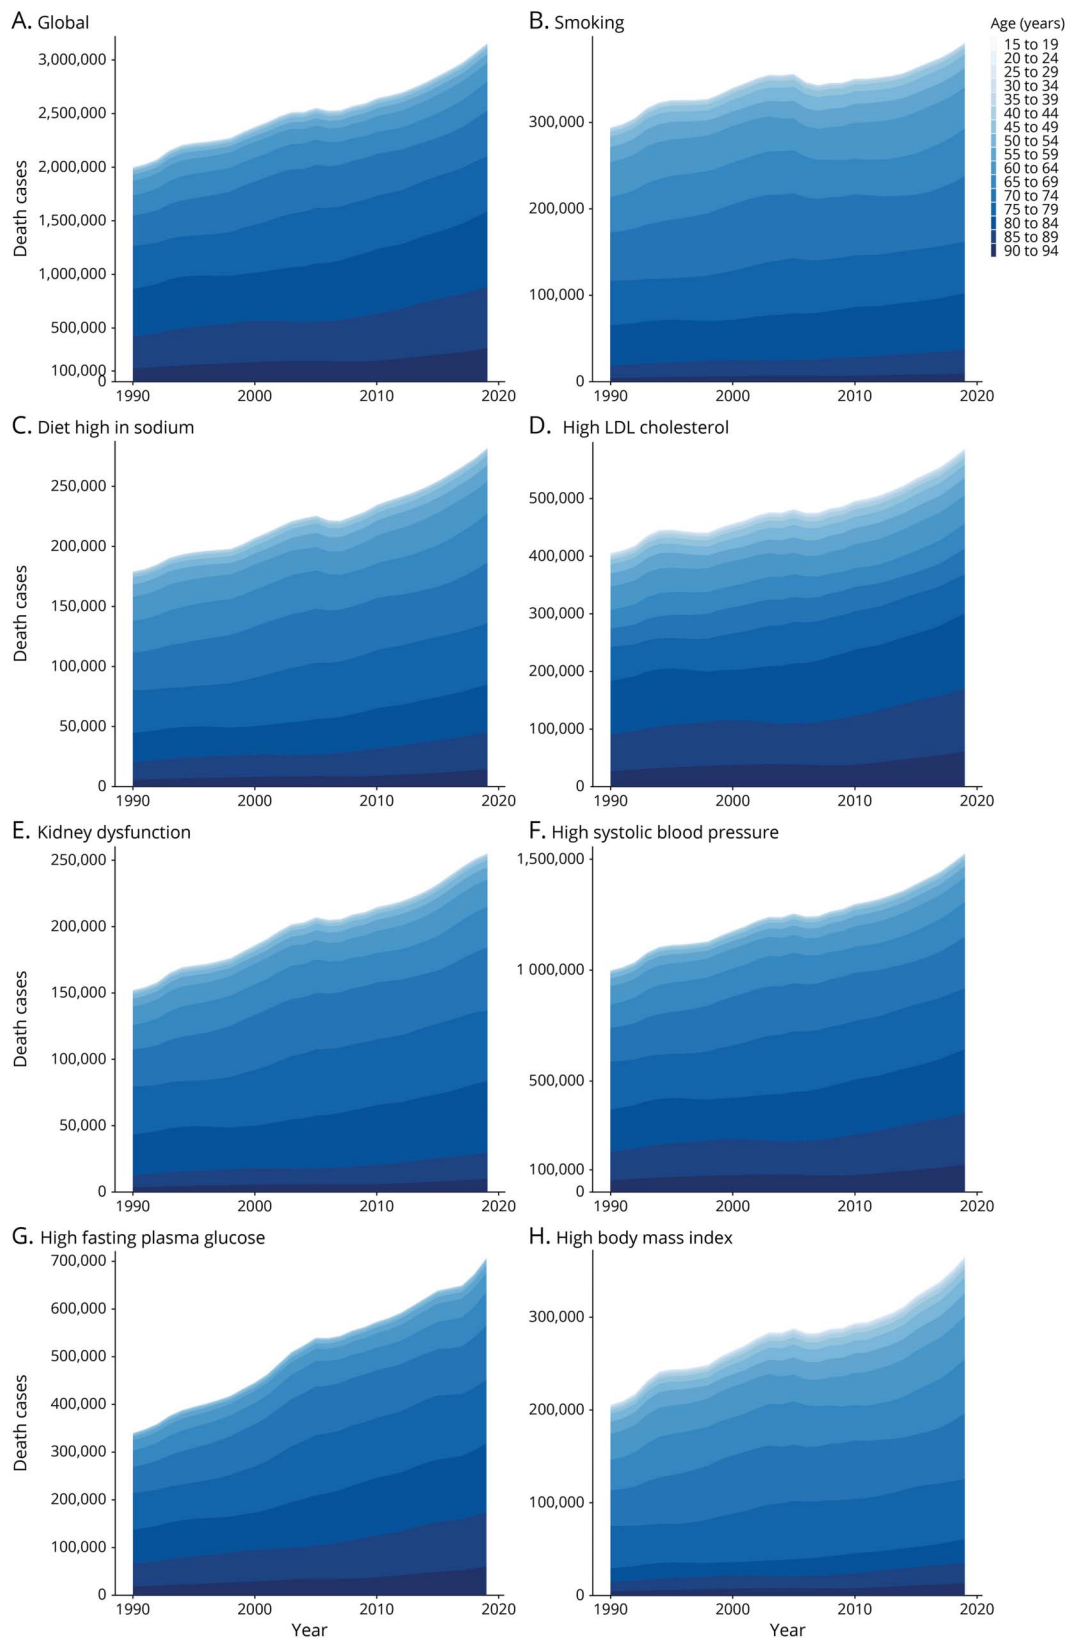 A. Global
Death cases
3,000,000
2,500,000
2,000,000
1,500,000
1,000,000
500,000
100,000
0
1990 2000 2010 2020
B. Smoking
300,000
200,000
100,000
0
1990 2000 2010 2020
Age (years)
15 to 19
20 to 24
25 to 29
30 to 34
35 to 39
40 to 44
45 to 49
50 to 54
55 to 59
60 to 64
65 to 69
70 to 74
75 to 79
80 to 84
85 to 89
90 to 94
C. Diet high in sodium
Death cases
250,000
200,000
150,000
100,000
50,000
0
1990 2000 2010 2020
D. High LDL cholesterol
500,000
400,000
300,000
200,000
100,000
0
1990 2000 2010 2020
E. Kidney dysfunction
Death cases
250,000
200,000
150,000
100,000
50,000
0
1990 2000 2010 2020
F. High systolic blood pressure
1,500,000
1 000,000
500,000
100,000
0
1990 2000 2010 2020
G. High fasting plasma glucose
Death cases
700,000
600,000
500,000
400,000
300,000
200,000
100,000
0
1990 2000 2010 2020
Year
H. High body mass index
300,000
200,000
100,000
0
1990 2000 2010 2020
Year